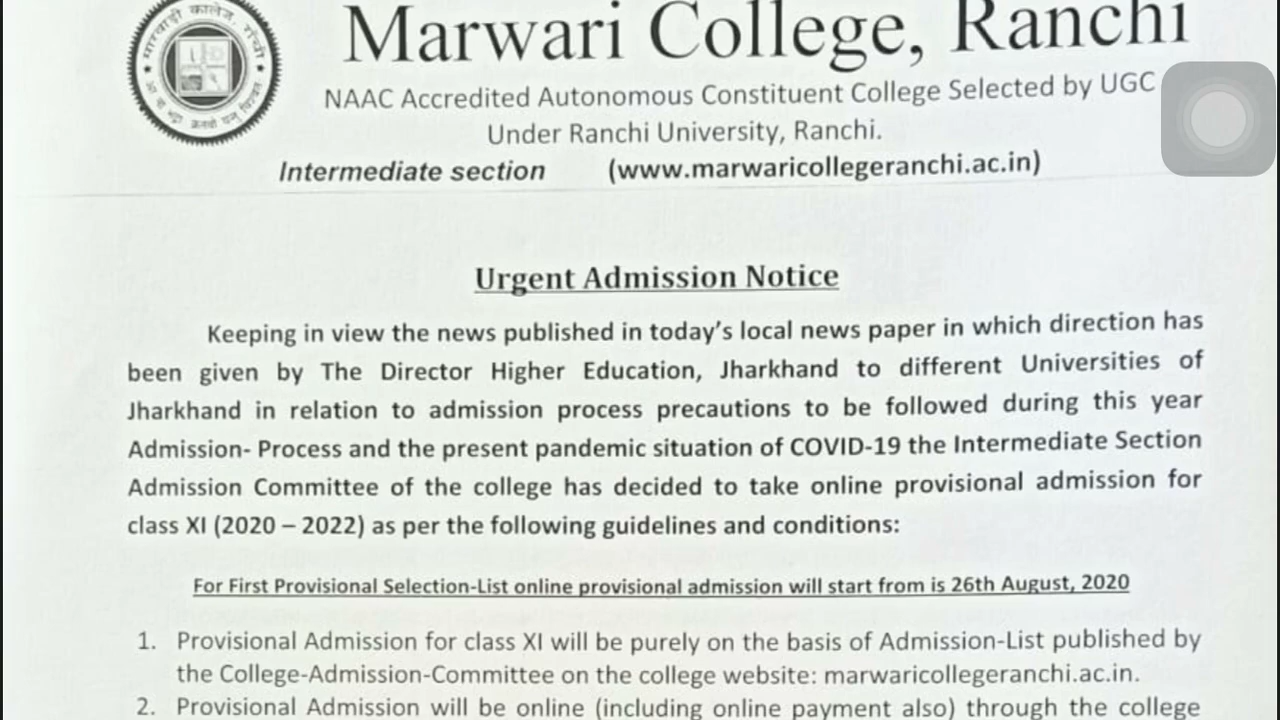 मारवाड़ी कॉलेज, राँची
Marwari College, Ranchi
NAAC Accredited Autonomous Constituent College Selected by UGC
Under Ranchi University, Ranchi.
Intermediate section (www.marwaricollegeranchi.ac.in)
Urgent Admission Notice
Keeping in view the news published in today's local news paper in which direction has
been given by The Director Higher Education, Jharkhand to different Universities of
Jharkhand in relation to admission process precautions to be followed during this year
Admission- Process and the present pandemic situation of COVID-19 the Intermediate Section
Admission Committee of the college has decided to take online provisional admission for
class XI (2020 – 2022) as per the following guidelines and conditions:
For First Provisional Selection-List online provisional admission will start from is 26th August, 2020
1. Provisional Admission for class XI will be purely on the basis of Admission-List published by
the College-Admission-Committee on the college website: marwaricollegeranchi.ac.in.
2. Provisional Admission will be online (including online payment also) through the college